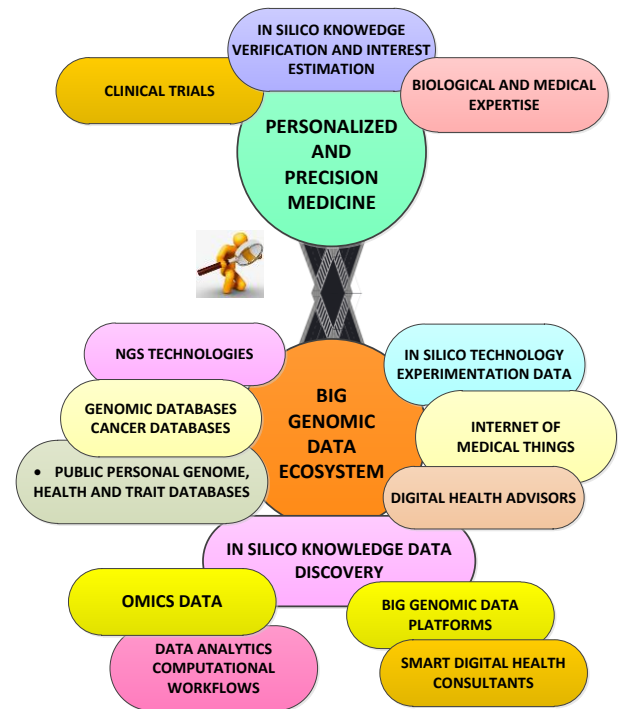 IN SILICO KNOWEDGE
VERIFICATION AND INTEREST
ESTIMATION
CLINICAL TRIALS
BIOLOGICAL AND MEDICAL
EXPERTISE
PERSONALIZED
AND
PRECISION
MEDICINE
NGS TECHNOLOGIES
IN SILICO TECHNOLOGY
EXPERIMENTATION DATA
BIG
GENOMIC
DATA
ECOSYSTEM
GENOMIC DATABASES
CANCER DATABASES
INTERNET OF
MEDICAL THINGS
• PUBLIC PERSONAL GENOME,
HEALTH AND TRAIT DATABASES
DIGITAL HEALTH ADVISORS
IN SILICO KNOWLEDGE DATA
DISCOVERY
OMICS DATA
BIG GENOMIC DATA
PLATFORMS
DATA ANALYTICS
COMPUTATIONAL
WORKFLOWS
SMART DIGITAL HEALTH
CONSULTANTS